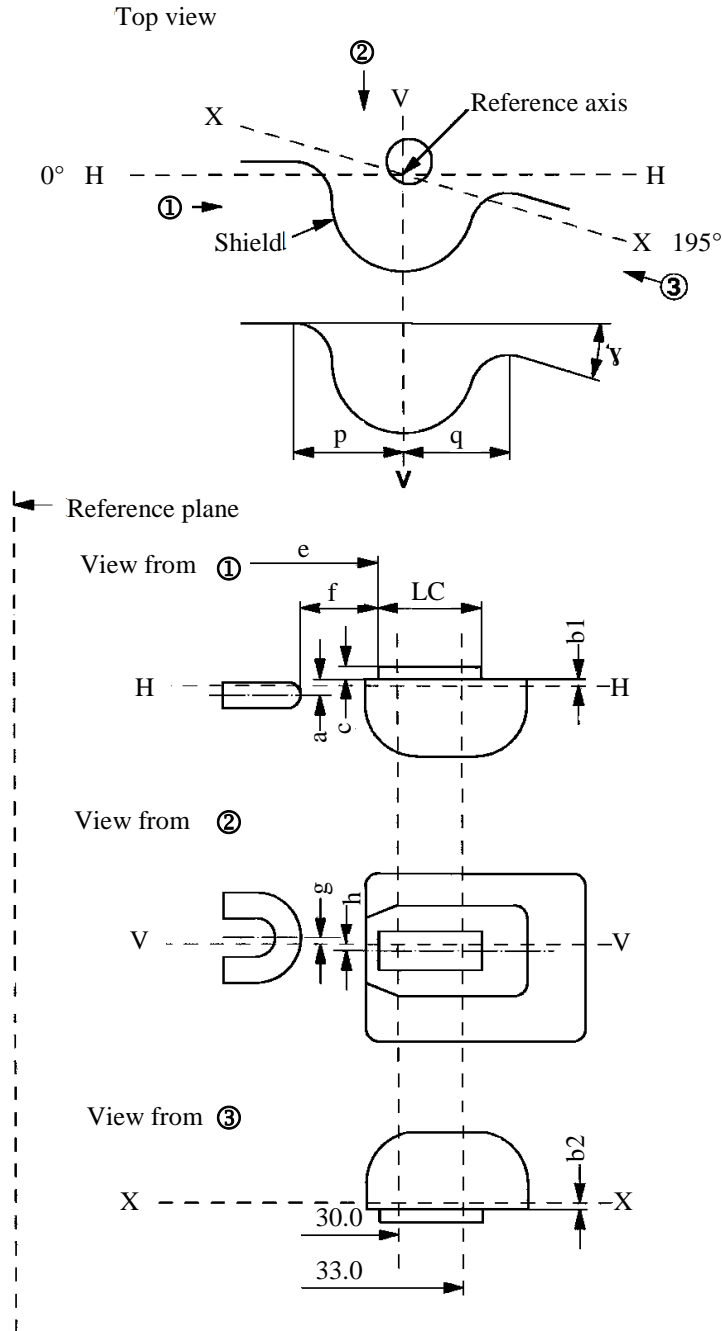 Top view
②
V
Reference axis
X
0° H
H
①
Shield
X 195°
③
γ
p
q
V
Reference plane
e
View from ①
f
LC
b1
H
H
a
c
View from ②
g
h
V
V
View from ③
b2
X
X
30.0
33.0